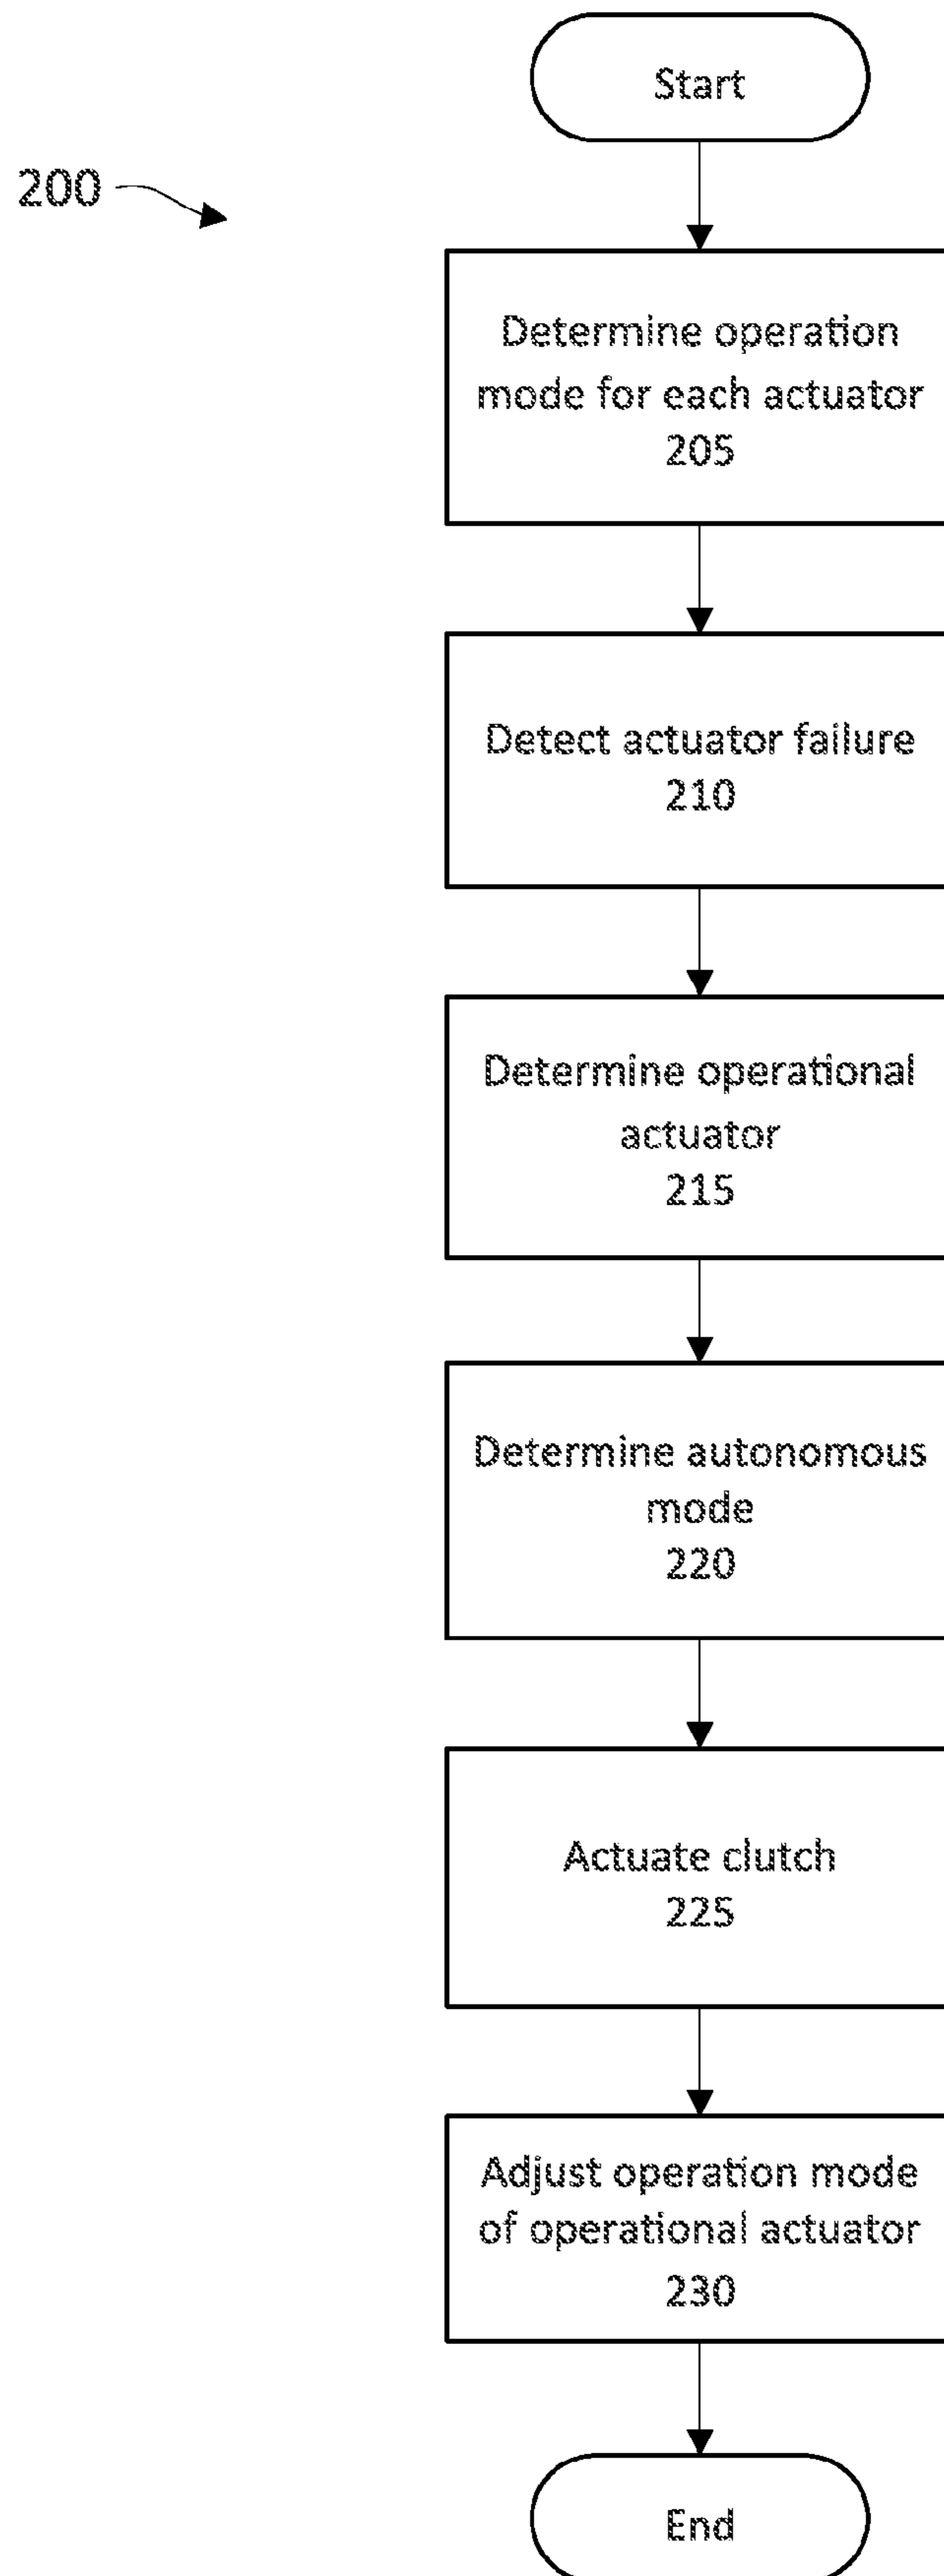 Start
200
Determine operation
mode for each actuator
205
Detect actuator failure
210
Determine operational
actuator
215
Determine autonomous
mode
220
Actuate clutch
225
Adjust operation mode
of operational actuator
230
End